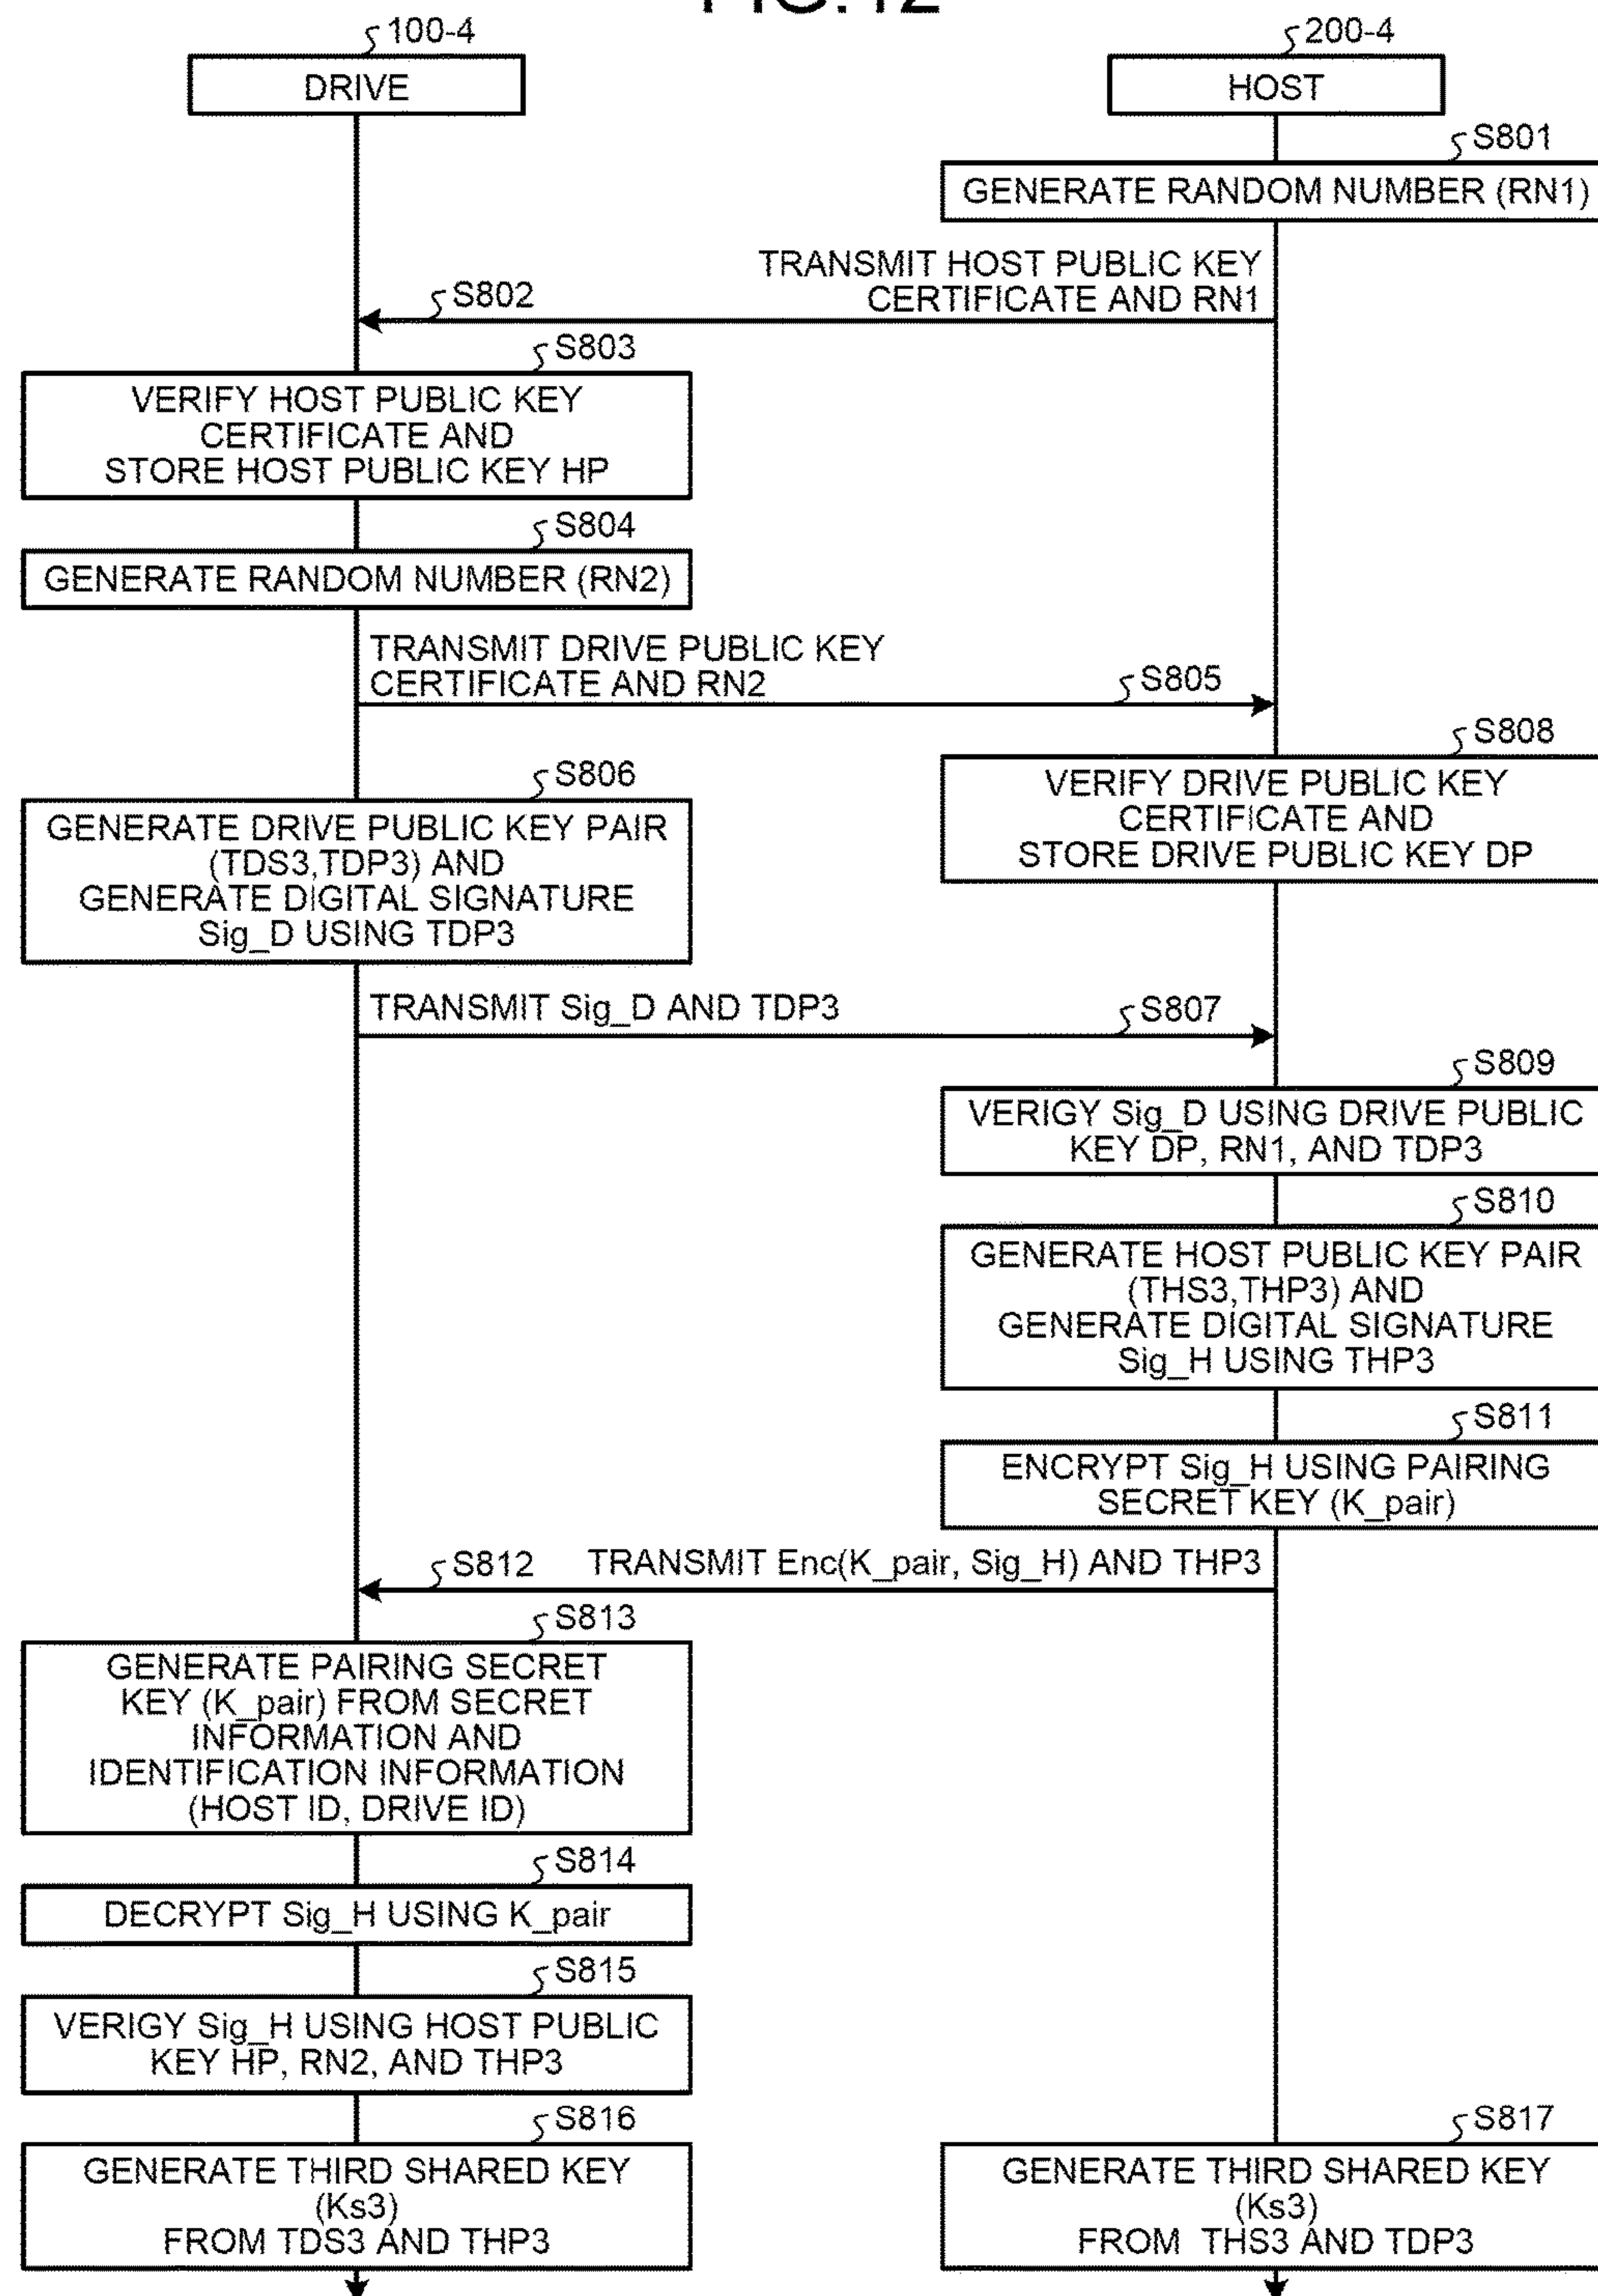 FIG.12
100-4
200-4
DRIVE
HOST
S801
GENERATE RANDOM NUMBER (RN1)
TRANSMIT HOST PUBLIC KEY
CERTIFICATE AND RN1
S802
S803
VERIFY HOST PUBLIC KEY
CERTIFICATE AND
STORE HOST PUBLIC KEY HP
S804
GENERATE RANDOM NUMBER (RN2)
TRANSMIT DRIVE PUBLIC KEY
CERTIFICATE AND RN2
S805
S808
VERIFY DRIVE PUBLIC KEY
CERTIFICATE AND
STORE DRIVE PUBLIC KEY DP
S806
GENERATE DRIVE PUBLIC KEY PAIR
(TDS3,TDP3) AND
GENERATE DIGITAL SIGNATURE
Sig_D USING TDP3
TRANSMIT Sig_D AND TDP3
S807
S809
VERIGY Sig_D USING DRIVE PUBLIC
KEY DP, RN1, AND TDP3
S810
GENERATE HOST PUBLIC KEY PAIR
(THS3,THP3) AND
GENERATE DIGITAL SIGNATURE
Sig_H USING THP3
S811
ENCRYPT Sig_H USING PAIRING
SECRET KEY (K_pair)
S812
TRANSMIT Enc(K_pair, Sig_H) AND THP3
S813
GENERATE PAIRING SECRET
KEY (K_pair) FROM SECRET
INFORMATION AND
IDENTIFICATION INFORMATION
(HOST ID, DRIVE ID)
S814
DECRYPT Sig_H USING K_pair
S815
VERIGY Sig_H USING HOST PUBLIC
KEY HP, RN2, AND THP3
S816
GENERATE THIRD SHARED KEY
(Ks3)
FROM TDS3 AND THP3
S817
GENERATE THIRD SHARED KEY
(Ks3)
FROM THS3 AND TDP3